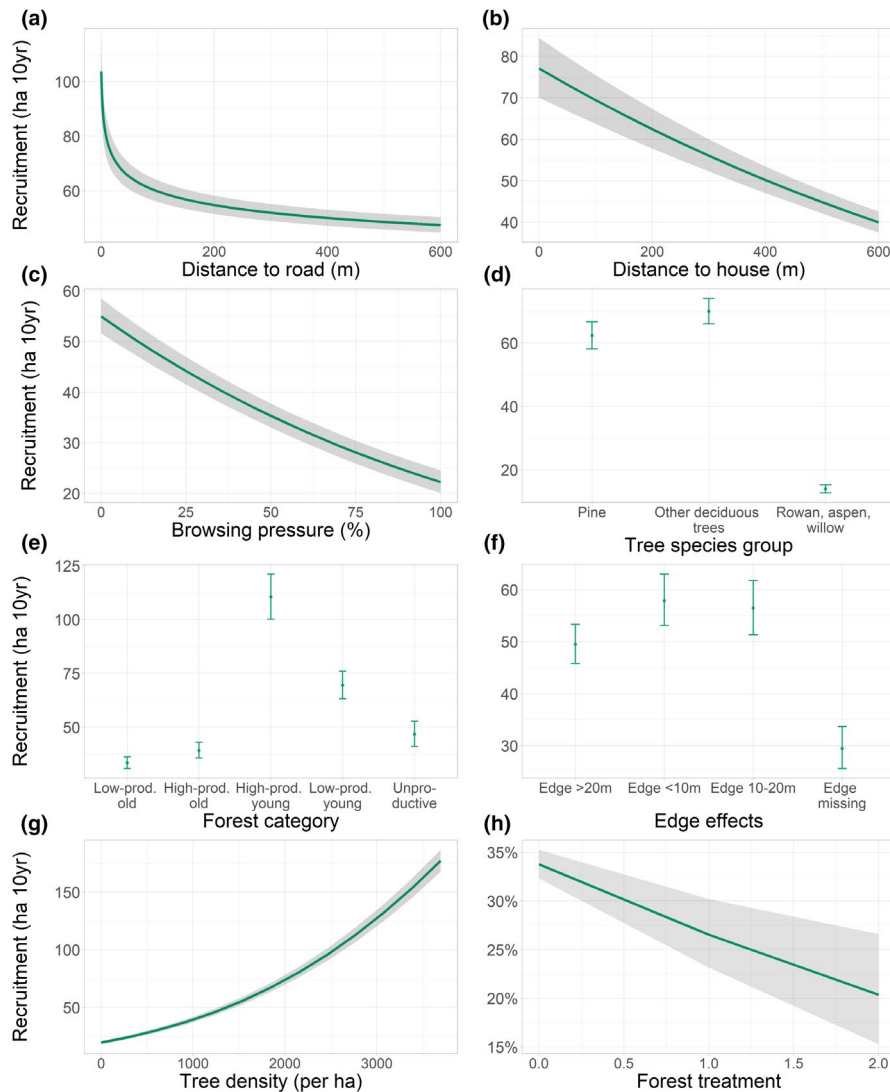 (a)
Recruitment (ha 10yr)
100
80
60
0
200
400
600
Distance to road (m)
(b)
80
70
60
50
40
0
200
400
600
Distance to house (m)
(c)
Recruitment (ha 10yr)
60
50
40
30
20
0
25
50
75
100
Browsing pressure (%)
(d)
60
40
20
Pine
Other deciduous
trees
Rowan, aspen,
willow
Tree species group
(e)
Recruitment (ha 10yr)
125
100
75
50
Low-prod.
old
High-prod.
old
High-prod.
young
Low-prod.
young
Unpro-
ductive
Forest category
(f)
60
50
40
30
Edge >20m
Edge <10m
Edge 10-20m
Edge
missing
Edge effects
(g)
Recruitment (ha 10yr)
150
100
50
0
1000
2000
3000
Tree density (per ha)
(h)
35%
30%
25%
20%
15%
0.0
0.5
1.0
1.5
2.0
Forest treatment